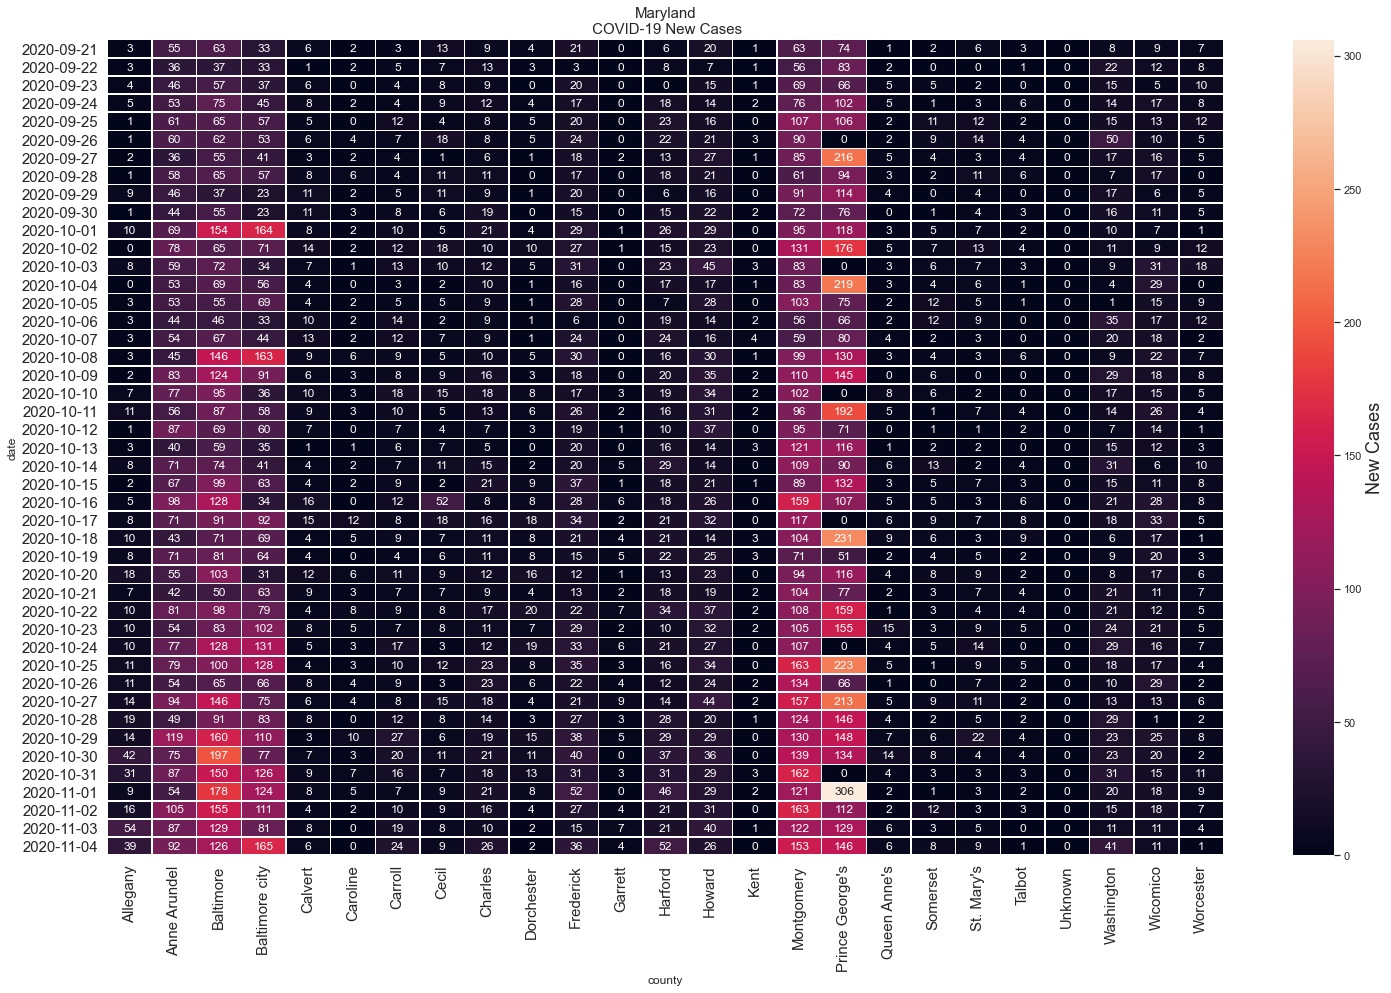 Maryland
COVID-19 New Cases
2020-09-21 3 55 63 33 6 2 3 13 9 4 21 0 6 20 1 63 74 1 2 6 3 0 8 9 7
2020-09-22 3 36 37 33 1 2 5 7 13 3 3 0 8 7 1 56 83 2 0 0 1 0 22 12 8
2020-09-23 4 46 57 37 6 0 4 8 9 0 20 0 0 15 1 69 66 5 5 2 0 0 15 5 10
2020-09-24 5 53 75 45 8 2 4 9 12 4 17 0 18 14 2 76 102 5 1 3 6 0 14 17 8
2020-09-25 1 61 65 57 5 0 12 4 8 5 20 0 23 16 0 107 106 2 11 12 2 0 15 13 12
2020-09-26 1 60 62 53 6 4 7 18 8 5 24 0 22 21 3 90 0 2 9 14 4 0 50 10 5
2020-09-27 2 36 55 41 3 2 4 1 6 1 18 2 13 27 1 85 216 5 4 3 4 0 17 16 5
2020-09-28 1 58 65 57 8 6 4 11 11 0 17 0 18 21 0 61 94 3 2 11 6 0 7 17 0
2020-09-29 9 46 37 23 11 2 5 11 9 1 20 0 6 16 0 91 114 4 0 4 0 0 17 6 5
2020-09-30 1 44 55 23 11 3 8 6 19 0 15 0 15 22 2 72 76 0 1 4 3 0 16 11 5
2020-10-01 10 69 154 164 8 2 10 5 21 4 29 1 26 29 0 95 118 3 5 7 2 0 10 7 1
2020-10-02 0 78 65 71 14 2 12 18 10 10 27 1 15 23 0 131 176 5 7 13 4 0 11 9 12
2020-10-03 8 59 72 34 7 1 13 10 12 5 31 0 23 45 3 83 0 3 6 7 3 0 9 31 18
2020-10-04 0 53 69 56 4 0 3 2 10 1 16 0 17 17 1 83 219 3 4 6 1 0 4 29 0
2020-10-05 3 53 55 69 4 2 5 5 9 1 28 0 7 28 0 103 75 2 12 5 1 0 1 15 9
2020-10-06 3 44 46 33 10 2 14 2 9 1 6 0 19 14 2 56 66 2 12 9 0 0 35 17 12
2020-10-07 3 54 67 44 13 2 12 7 9 1 24 0 24 16 4 59 80 4 2 3 0 0 20 18 2
2020-10-08 3 45 146 163 9 6 9 5 10 5 30 0 16 30 1 99 130 3 4 3 6 0 9 22 7
2020-10-09 2 83 124 91 6 3 8 9 16 3 18 0 20 35 2 110 145 0 6 0 0 0 29 18 8
2020-10-10 7 77 95 36 10 3 18 15 18 8 17 3 19 34 2 102 0 8 6 2 0 0 17 15 5
2020-10-11 11 56 87 58 9 3 10 5 13 6 26 2 16 31 2 96 192 5 1 7 4 0 14 26 4
2020-10-12 1 87 69 60 7 0 7 4 7 3 19 1 10 37 0 95 71 0 1 1 2 0 7 14 1
2020-10-13 3 40 59 35 1 1 6 7 5 0 20 0 16 14 3 121 116 1 2 2 0 0 15 12 3
2020-10-14 8 71 74 41 4 2 7 11 15 2 20 5 29 14 0 109 90 6 13 2 4 0 31 6 10
2020-10-15 2 67 99 63 4 2 9 2 21 9 37 1 18 21 1 89 132 3 5 7 3 0 15 11 8
2020-10-16 5 98 128 34 16 0 12 52 8 8 28 6 18 26 0 159 107 5 5 3 6 0 21 28 8
2020-10-17 8 71 91 92 15 12 8 18 16 18 34 2 21 32 0 117 0 6 9 7 8 0 18 33 5
2020-10-18 10 43 71 69 4 5 9 7 11 8 21 4 21 14 3 94 231 9 6 3 9 0 6 17 1
2020-10-19 8 71 81 64 4 0 4 6 11 8 15 5 22 25 3 71 51 2 4 5 2 0 9 20 3
2020-10-20 18 55 103 31 12 6 11 9 12 16 12 1 13 23 0 94 116 4 8 9 2 0 8 17 6
2020-10-21 7 42 50 63 9 3 7 7 9 4 13 2 18 19 2 104 77 2 3 7 4 0 21 11 7
2020-10-22 10 81 98 79 4 8 9 8 17 20 22 7 34 37 2 108 159 1 3 4 4 0 21 12 5
2020-10-23 10 54 83 102 8 5 7 8 11 7 29 2 10 32 2 105 155 15 3 9 5 0 24 21 5
2020-10-24 10 77 128 131 5 3 17 3 12 19 33 6 21 27 0 107 0 4 5 14 0 0 29 16 7
2020-10-25 11 79 100 128 4 3 10 12 23 8 35 3 16 34 0 163 223 5 1 9 5 0 18 17 4
2020-10-26 11 54 65 66 8 4 9 3 23 6 22 4 12 24 2 134 66 1 0 7 2 0 10 29 2
2020-10-27 14 94 146 75 6 4 8 15 18 4 21 9 14 44 2 157 213 5 9 11 2 0 13 13 6
2020-10-28 19 49 91 83 8 0 12 8 14 3 27 3 28 20 1 124 146 4 2 5 2 0 29 1 2
2020-10-29 14 119 160 110 3 10 27 6 19 15 38 5 29 29 0 130 148 7 6 22 4 0 23 25 8
2020-10-30 42 75 197 77 7 3 20 11 21 11 40 0 37 36 0 139 134 14 8 4 4 0 23 20 2
2020-10-31 31 87 150 126 9 7 16 7 18 13 31 3 31 29 3 162 0 4 3 3 3 0 31 15 11
2020-11-01 9 54 178 124 8 5 7 9 21 8 52 0 46 29 2 121 306 2 1 3 2 0 20 18 9
2020-11-02 16 105 155 111 4 2 10 9 16 4 27 4 21 31 0 163 112 2 12 3 3 0 15 18 7
2020-11-03 54 87 129 81 8 0 19 8 10 2 15 7 21 40 1 122 129 6 3 5 0 0 11 11 4
2020-11-04 39 92 126 165 6 0 24 9 26 2 36 4 52 26 0 153 146 6 8 9 1 0 41 11 1
date
Allegany
Anne Arundel
Baltimore
Baltimore city
Calvert
Caroline
Carroll
Cecil
Charles
Dorchester
Frederick
Garrett
Harford
Howard
Kent
Montgomery
Prince George's
Queen Anne's
Somerset
St. Mary's
Talbot
Unknown
Washington
Wicomico
Worcester
county
300
250
200
150
100
50
0
New Cases